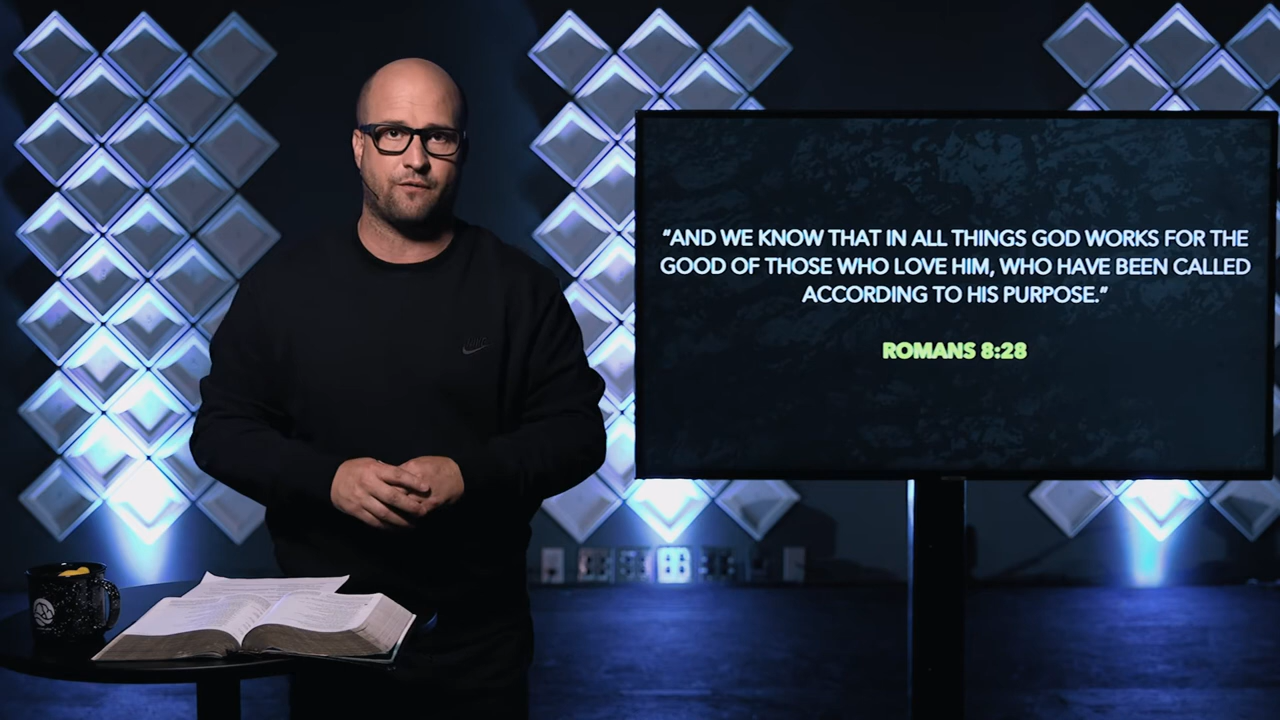 “AND WE KNOW THAT IN ALL THINGS GOD WORKS FOR THE
GOOD OF THOSE WHO LOVE HIM, WHO HAVE BEEN CALLED
ACCORDING TO HIS PURPOSE.”
ROMANS 8:28